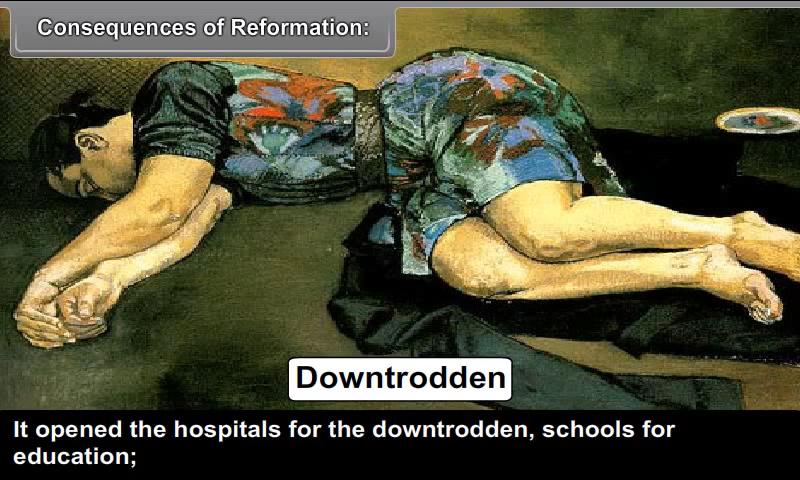 Consequences of Reformation:
Downtrodden
It opened the hospitals for the downtrodden, schools for
education;